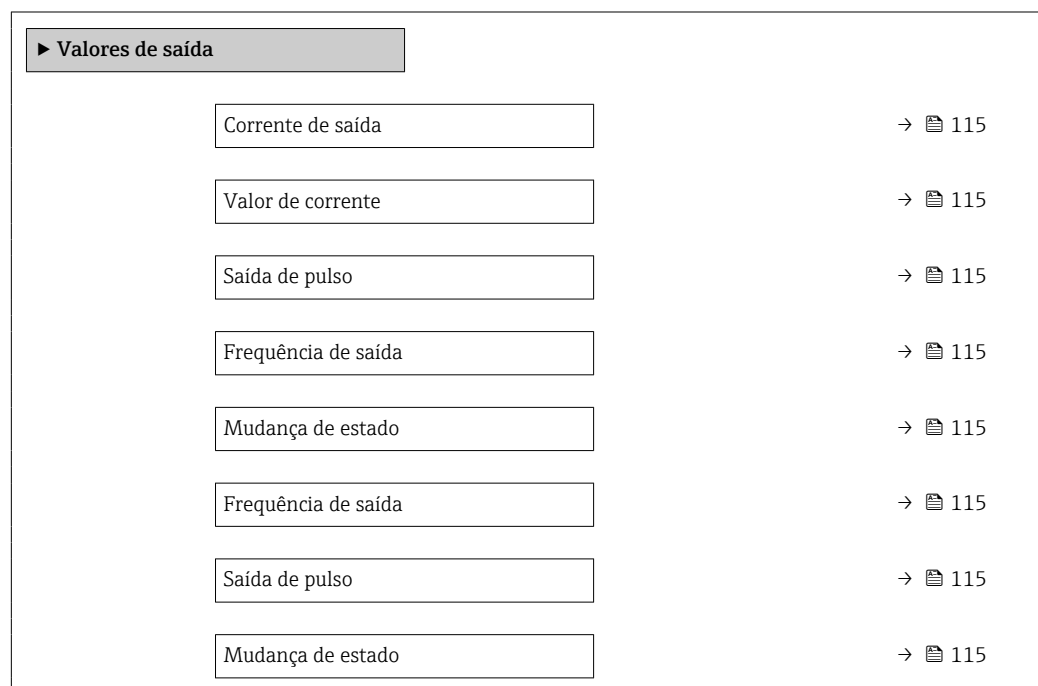 ► Valores de saída
Corrente de saída → 115
Valor de corrente → 115
Saída de pulso → 115
Frequência de saída → 115
Mudança de estado → 115
Frequência de saída → 115
Saída de pulso → 115
Mudança de estado → 115